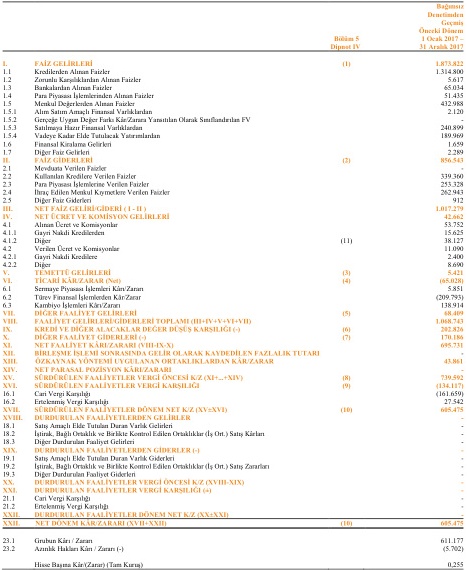 Bağımsız
Denetimden
Geçmiş
Önceki Dönem
Bölüm 5 1 Ocak 2017 –
Dipnot IV 31 Aralık 2017
I. FAİZ GELİRLERİ (1) 1.873.822
1.1 Kredilerden Alınan Faizler 1.314.800
1.2 Zorunlu Karşılıklardan Alınan Faizler 5.617
1.3 Bankalardan Alınan Faizler 65.034
1.4 Para Piyasası İşlemlerinden Alınan Faizler 51.435
1.5 Menkul Değerlerden Alınan Faizler 432.988
1.5.1 Alım Satım Amaçlı Finansal Varlıklardan 2.120
1.5.2 Gerçeğe Uygun Değer Farkı Kâr/Zarara Yansıtılan Olarak Sınıflandırılan FV -
1.5.3 Satılmaya Hazır Finansal Varlıklardan 240.899
1.5.4 Vadeye Kadar Elde Tutulacak Yatırımlardan 189.969
1.6 Finansal Kiralama Gelirleri 1.659
1.7 Diğer Faiz Gelirleri 2.289
II. FAİZ GİDERLERİ (2) 856.543
2.1 Mevduata Verilen Faizler -
2.2 Kullanılan Kredilere Verilen Faizler 339.360
2.3 Para Piyasası İşlemlerine Verilen Faizler 253.328
2.4 İhraç Edilen Menkul Kıymetlere Verilen Faizler 262.943
2.5 Diğer Faiz Giderleri 912
III. NET FAİZ GELİRİ/GİDERİ ( I - II ) 1.017.279
IV. NET ÜCRET VE KOMİSYON GELİRLERİ 42.662
4.1 Alınan Ücret ve Komisyonlar 53.752
4.1.1 Gayri Nakdi Kredilerden 15.625
4.1.2 Diğer (11) 38.127
4.2 Verilen Ücret ve Komisyonlar 11.090
4.2.1 Gayri Nakdi Kredilere 2.400
4.2.2 Diğer 8.690
V. TEMETTÜ GELİRLERİ (3) 5.421
VI. TİCARİ KÂR/ZARAR (Net) (4) (65.028)
6.1 Sermaye Piyasası İşlemleri Kâr/Zararı 5.851
6.2 Türev Finansal İşlemlerden Kâr/Zarar (209.793)
6.3 Kambiyo İşlemleri Kârı/Zararı 138.914
VII. DİĞER FAALİYET GELİRLERİ (5) 68.409
VIII. FAALİYET GELİRLERİ/GİDERLERİ TOPLAMI (III+IV+V+VI+VII) 1.068.743
IX. KREDİ VE DİĞER ALACAKLAR DEĞER DÜŞÜŞ KARŞILIĞI (-) (6) 202.826
X. DİĞER FAALİYET GİDERLERİ (-) (7) 170.186
XI. NET FAALİYET KÂRI/ZARARI (VIII-IX-X) 695.731
XII. BİRLEŞME İŞLEMİ SONRASINDA GELİR OLARAK KAYDEDİLEN FAZLALIK TUTARI -
XIII. ÖZKAYNAK YÖNTEMİ UYGULANAN ORTAKLIKLARDAN KÂR/ZARAR 43.861
XIV. NET PARASAL POZİSYON KÂRI/ZARARI -
XV. SÜRDÜRÜLEN FAALİYETLER VERGİ ÖNCESİ K/Z (XI+...+XIV) (8) 739.592
XVI. SÜRDÜRÜLEN FAALİYETLER VERGİ KARŞILIĞI (9) (134.117)
16.1 Cari Vergi Karşılığı (161.659)
16.2 Ertelenmiş Vergi Karşılığı 27.542
XVII. SÜRDÜRÜLEN FAALİYETLER DÖNEM NET K/Z (XV±XVI) (10) 605.475
XVIII. DURDURULAN FAALİYETLERDEN GELİRLER -
18.1 Satış Amaçlı Elde Tutulan Duran Varlık Gelirleri -
18.2 İştirak, Bağlı Ortaklık ve Birlikte Kontrol Edilen Ortaklıklar (İş Ort.) Satış Kârları -
18.3 Diğer Durdurulan Faaliyet Gelirleri -
XIX. DURDURULAN FAALİYETLERDEN GİDERLER (-) -
19.1 Satış Amaçlı Elde Tutulan Duran Varlık Giderleri -
19.2 İştirak, Bağlı Ortaklık ve Birlikte Kontrol Edilen Ortaklıklar (İş Ort.) Satış Zararları -
19.3 Diğer Durdurulan Faaliyet Giderleri -
XX. DURDURULAN FAALİYETLER VERGİ ÖNCESİ K/Z (XVIII-XIX) -
XXI. DURDURULAN FAALİYETLER VERGİ KARŞILIĞI (±) -
21.1 Cari Vergi Karşılığı -
21.2 Ertelenmiş Vergi Karşılığı -
XXII. DURDURULAN FAALİYETLER DÖNEM NET K/Z (XX±XXI) -
XXII. NET DÖNEM KÂR/ZARARI (XVII+XXII) (10) 605.475
23.1 Grubun Kârı / Zararı 611.177
23.2 Azınlık Hakları Kârı / Zararı (-) (5.702)
Hisse Başına Kâr/(Zarar) (Tam Kuruş) 0,255